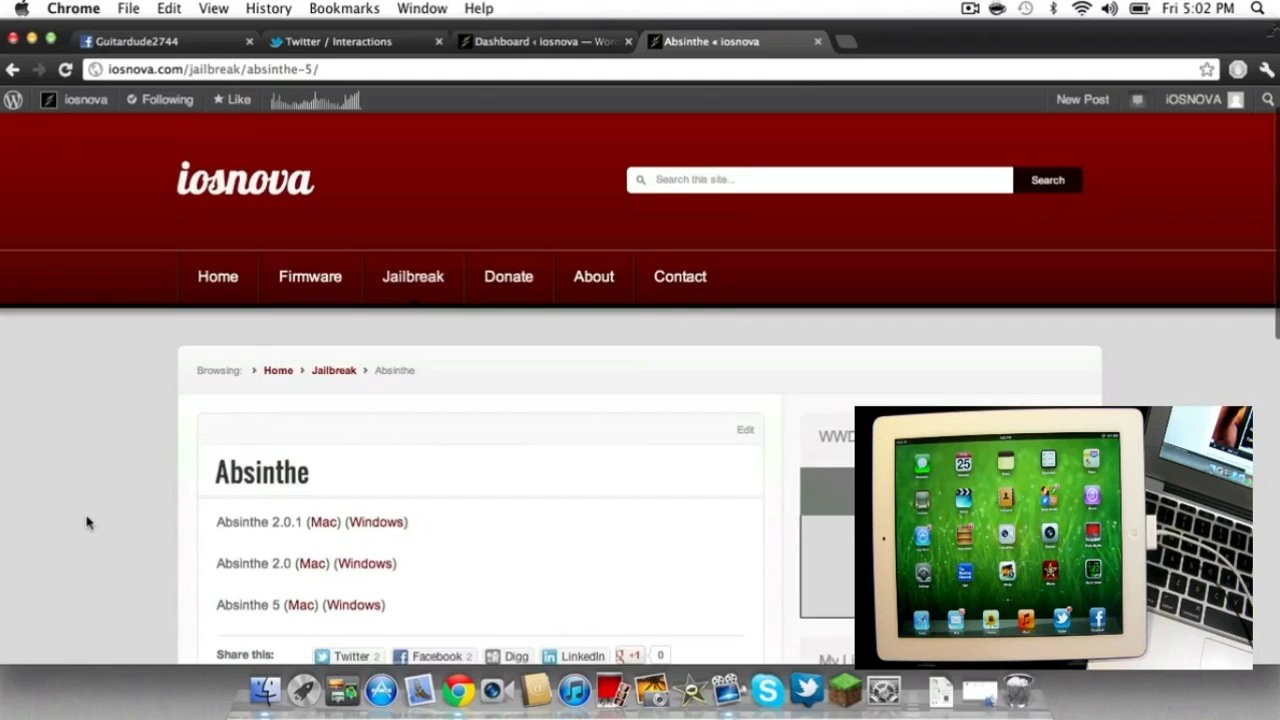 Chrome File Edit View History Bookmarks Window Help Fri 5:02 PM
Guitardude2744 Twitter / Interactions Dashboard ‹ iosnova — Wor Absinthe « iosnova
iosnova.com/jailbreak/absinthe-5/
iosnova Following Like New Post iOSNOVA
iosnova
Search this site... Search
Home Firmware Jailbreak Donate About Contact
Browsing: > Home > Jailbreak > Absinthe
Edit
WWD
Absinthe
Absinthe 2.0.1 (Mac) (Windows)
Absinthe 2.0 (Mac) (Windows)
Absinthe 5 (Mac) (Windows)
Share this: Twitter 2 Facebook 2 Digg LinkedIn +1 0
My Li
25